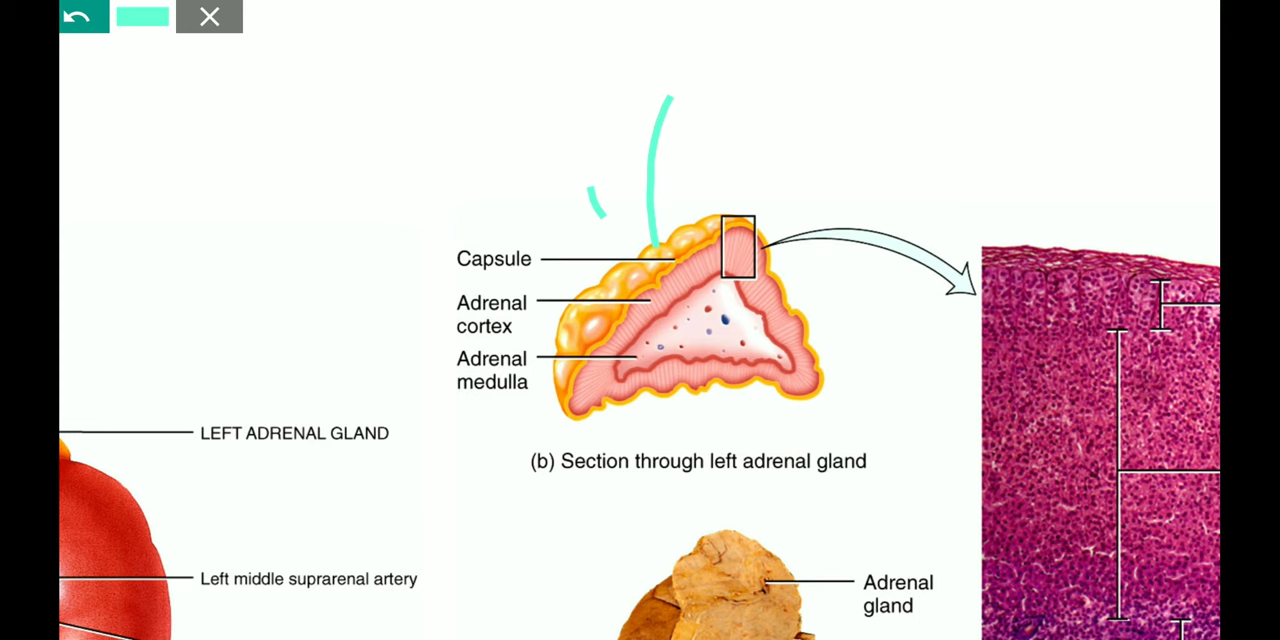 Capsule
Adrenal
cortex
Adrenal
medulla
LEFT ADRENAL GLAND
(b) Section through left adrenal gland
Left middle suprarenal artery
Adrenal
gland